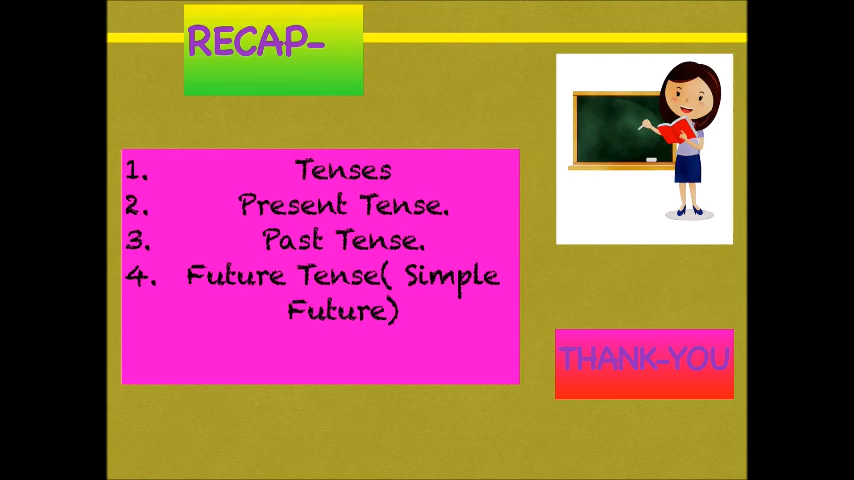 RECAP-
1. Tenses
2. Present Tense.
3. Past Tense.
4. Future Tense( Simple
Future)
THANK-YOU